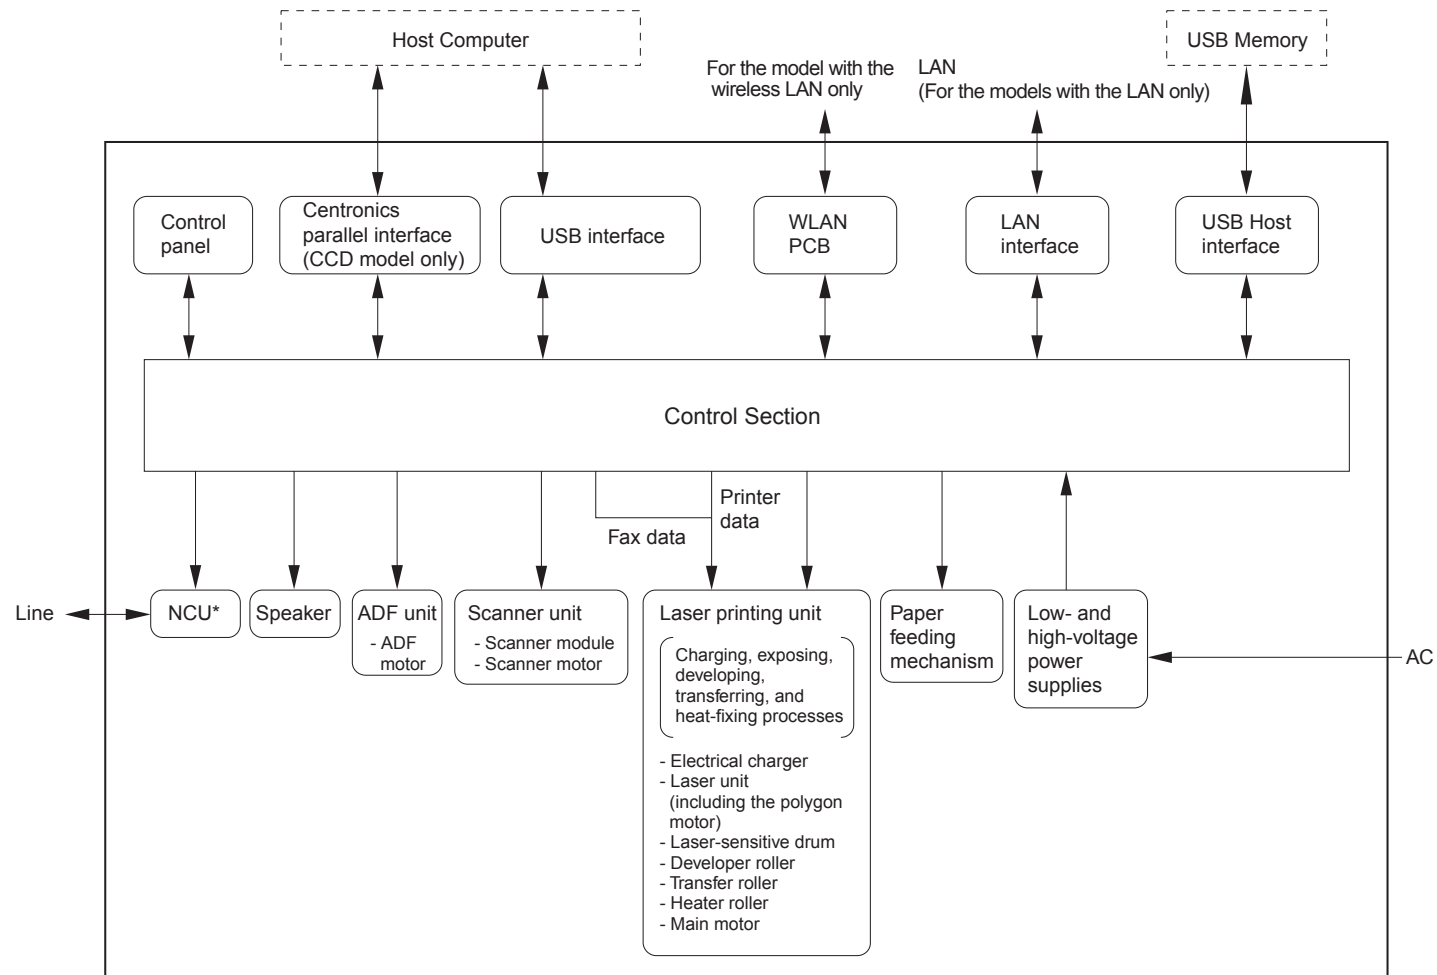 Host Computer
USB Memory
For the model with the
wireless LAN only
LAN
(For the models with the LAN only)
Control
panel
Centronics
parallel interface
(CCD model only)
USB interface
WLAN
PCB
LAN
interface
USB Host
interface
Control Section
Printer
data
Fax data
Line
NCU*
Speaker
ADF unit
- ADF
motor
Scanner unit
- Scanner module
- Scanner motor
Laser printing unit
Charging, exposing,
developing,
transferring, and
heat-fixing processes
- Electrical charger
- Laser unit
(including the polygon
motor)
- Laser-sensitive drum
- Developer roller
- Transfer roller
- Heater roller
- Main motor
Paper
feeding
mechanism
Low- and
high-voltage
power
supplies
AC